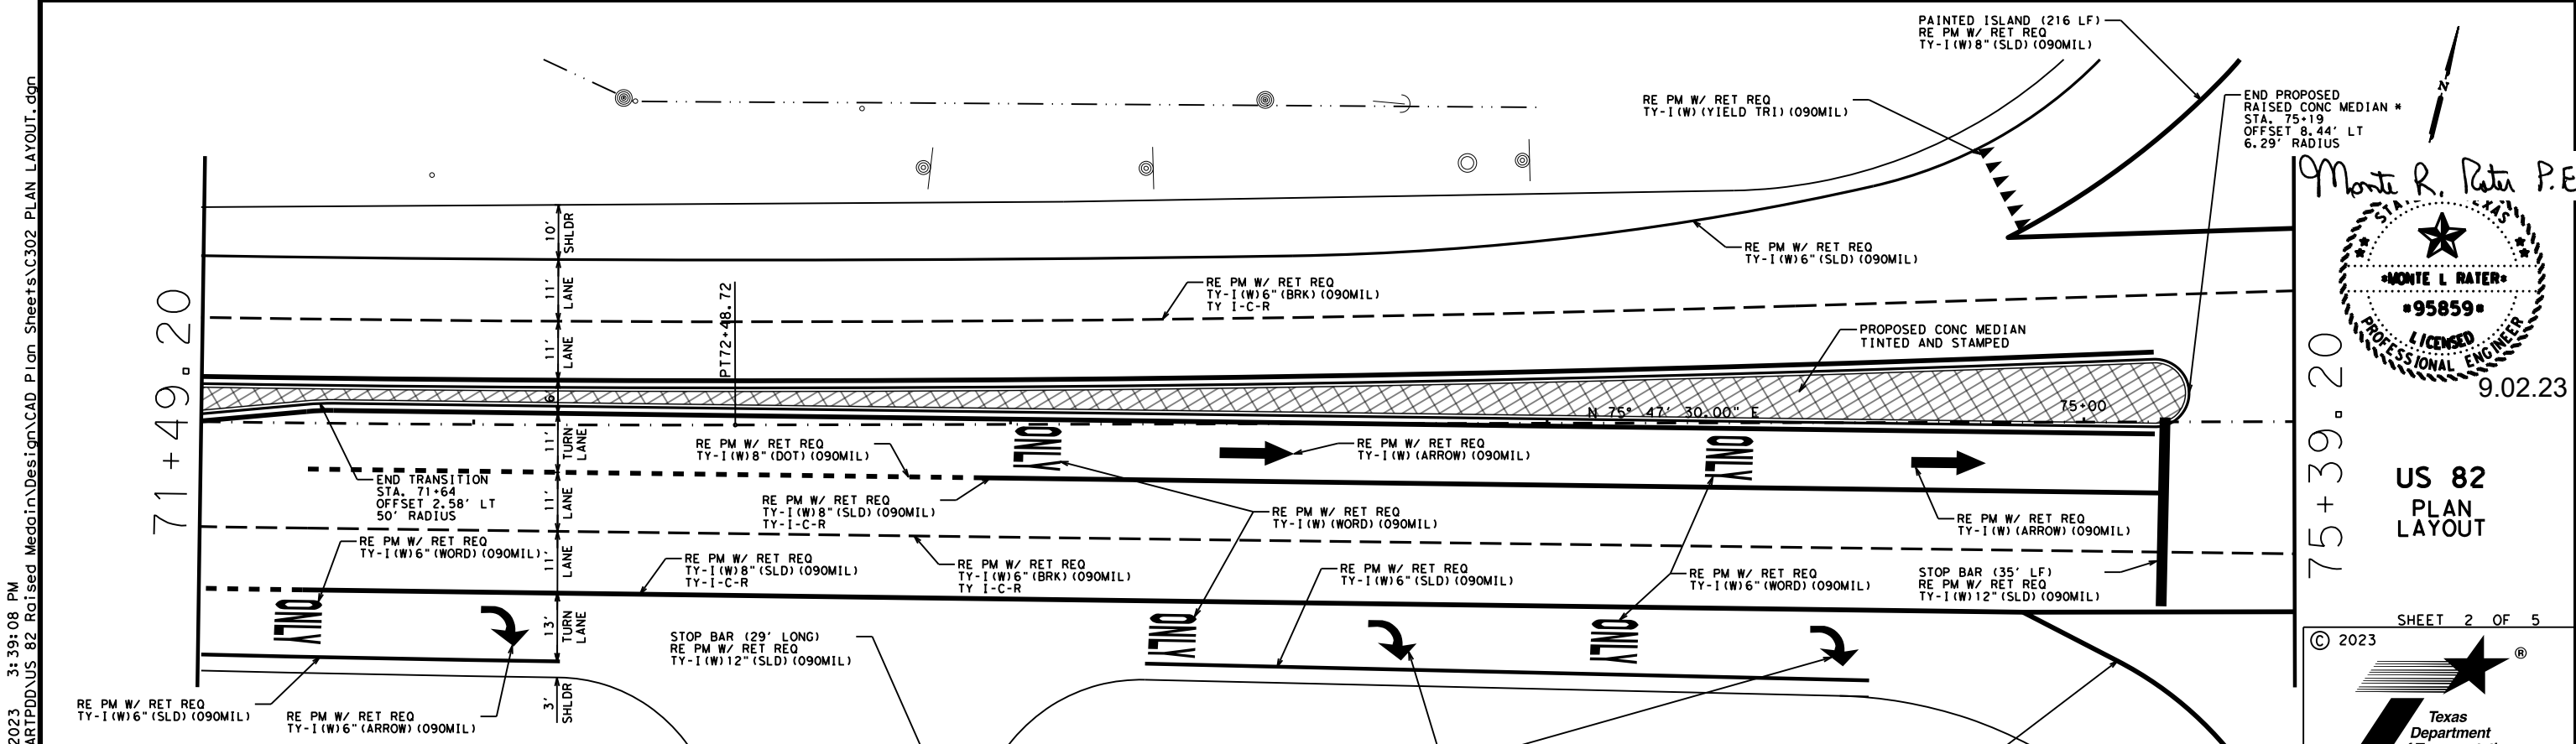 PAINTED ISLAND (216 LF)
RE PM W/ RET REQ
TY-I(W)8"(SLD)(090MIL)
RE PM W/ RET REQ
TY-I(W)(YIELD TRI)(090MIL)
END PROPOSED
RAISED CONC MEDIAN *
STA. 75+19
OFFSET 8.44' LT
6.29' RADIUS
N
Monte R. Rater P.E
STA
XAS
*MONTE L RATER*
*95859*
LICENSED
PROFESSIONAL ENGINEER
9.02.23
10'
SHLDR
RE PM W/ RET REQ
TY-I(W)6"(SLD)(090MIL)
11'
LANE
RE PM W/ RET REQ
TY-I(W)6"(BRK)(090MIL)
TY I-C-R
71+49.20
PT72+48.72
11'
LANE
PROPOSED CONC MEDIAN
TINTED AND STAMPED
75+39.20
6'
N 75° 47' 30.00" E
75+00
11'
TURN
LANE
RE PM W/ RET REQ
TY-I(W)8"(DOT)(090MIL)
ONLY
RE PM W/ RET REQ
TY-I(W)(ARROW)(090MIL)
ONLY
END TRANSITION
STA. 71+64
OFFSET 2.58' LT
50' RADIUS
11'
LANE
RE PM W/ RET REQ
TY-I(W)8"(SLD)(090MIL)
TY-I-C-R
RE PM W/ RET REQ
TY-I(W)(WORD)(090MIL)
RE PM W/ RET REQ
TY-I(W)(ARROW)(090MIL)
US 82
PLAN
LAYOUT
RE PM W/ RET REQ
TY-I(W)6"(WORD)(090MIL)
11'
LANE
RE PM W/ RET REQ
TY-I(W)8"(SLD)(090MIL)
TY-I-C-R
RE PM W/ RET REQ
TY-I(W)6"(BRK)(090MIL)
TY I-C-R
RE PM W/ RET REQ
TY-I(W)6"(SLD)(090MIL)
RE PM W/ RET REQ
TY-I(W)6"(WORD)(090MIL)
STOP BAR (35' LF)
RE PM W/ RET REQ
TY-I(W)12"(SLD)(090MIL)
ONLY
13'
TURN
LANE
STOP BAR (29' LONG)
RE PM W/ RET REQ
TY-I(W)12"(SLD)(090MIL)
ONLY
ONLY
SHEET 2 OF 5
© 2023
®
3'
SHLDR
RE PM W/ RET REQ
TY-I(W)6"(SLD)(090MIL)
RE PM W/ RET REQ
TY-I(W)6"(ARROW)(090MIL)
Texas
Department
2023 3:39:08 PM
ARTPDD\US 82 Raised Medain\Design\CAD Plan Sheets\C302 PLAN LAYOUT.dgn